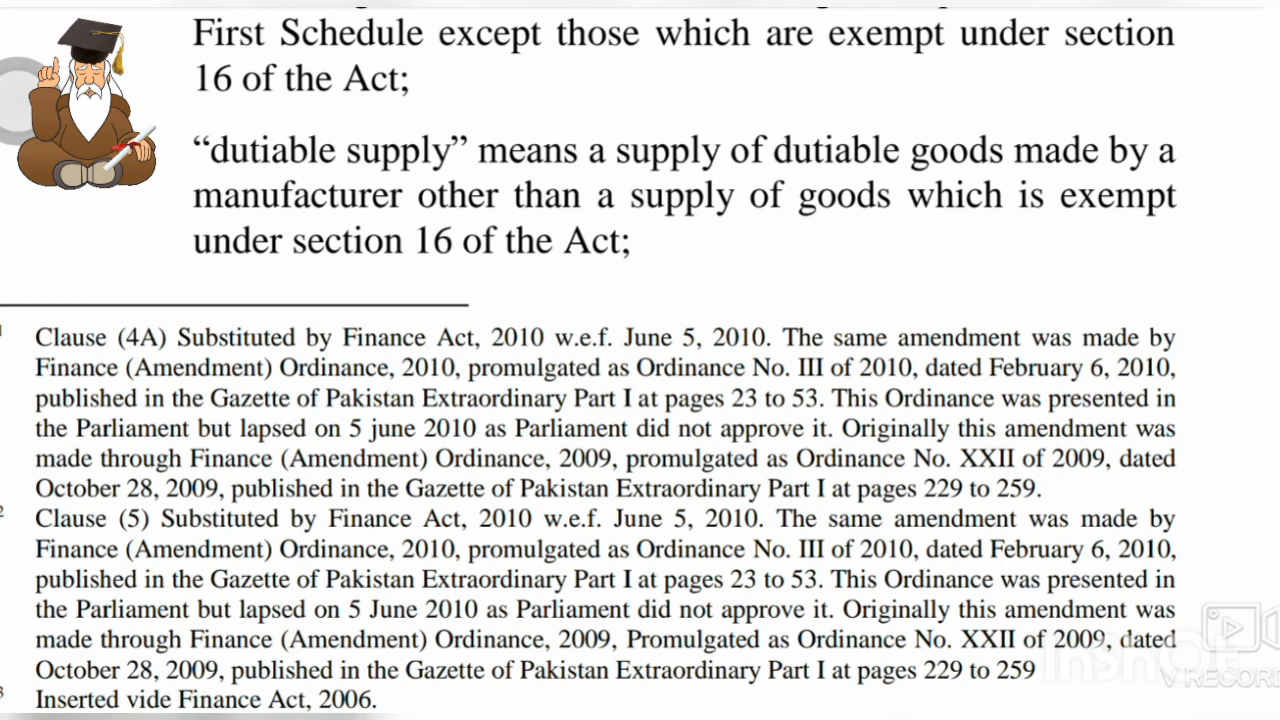 First Schedule except those which are exempt under section
16 of the Act;
“dutiable supply” means a supply of dutiable goods made by a
manufacturer other than a supply of goods which is exempt
under section 16 of the Act;
Clause (4A) Substituted by Finance Act, 2010 w.e.f. June 5, 2010. The same amendment was made by
Finance (Amendment) Ordinance, 2010, promulgated as Ordinance No. III of 2010, dated February 6, 2010,
published in the Gazette of Pakistan Extraordinary Part I at pages 23 to 53. This Ordinance was presented in
the Parliament but lapsed on 5 june 2010 as Parliament did not approve it. Originally this amendment was
made through Finance (Amendment) Ordinance, 2009, promulgated as Ordinance No. XXII of 2009, dated
October 28, 2009, published in the Gazette of Pakistan Extraordinary Part I at pages 229 to 259.
2 Clause (5) Substituted by Finance Act, 2010 w.e.f. June 5, 2010. The same amendment was made by
Finance (Amendment) Ordinance, 2010, promulgated as Ordinance No. III of 2010, dated February 6, 2010,
published in the Gazette of Pakistan Extraordinary Part I at pages 23 to 53. This Ordinance was presented in
the Parliament but lapsed on 5 June 2010 as Parliament did not approve it. Originally this amendment was
made through Finance (Amendment) Ordinance, 2009, Promulgated as Ordinance No. XXII of 2009, dated
October 28, 2009, published in the Gazette of Pakistan Extraordinary Part I at pages 229 to 259
3 Inserted vide Finance Act, 2006.
V RECORD